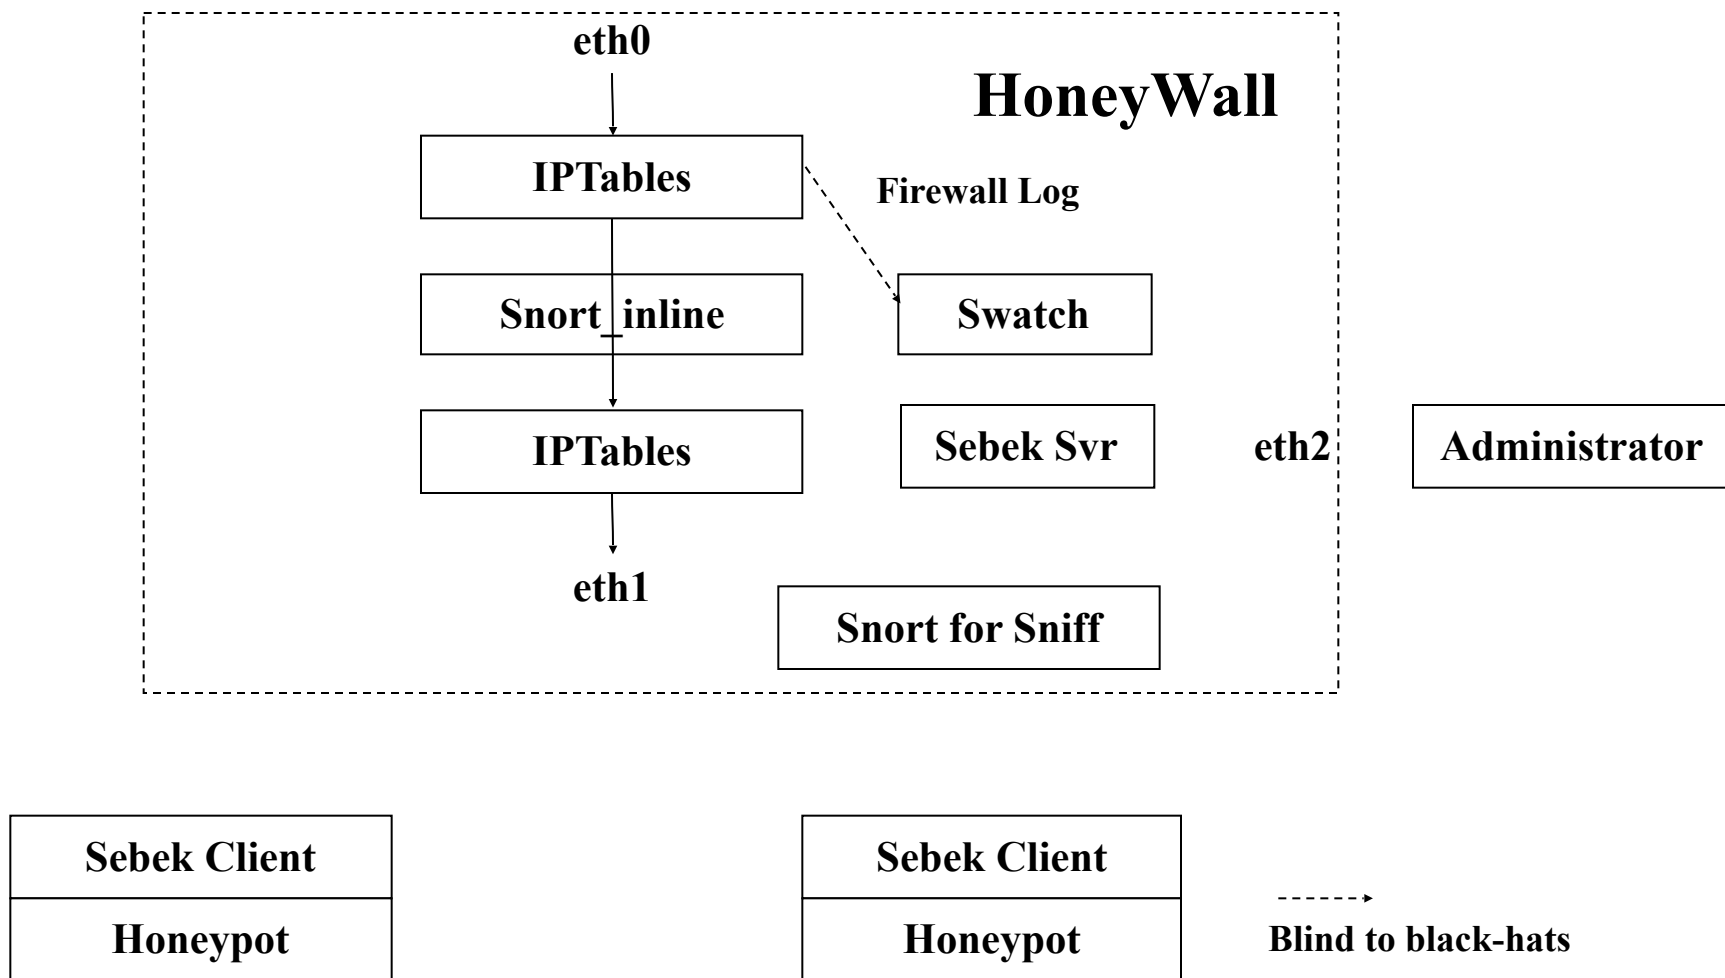 eth0
HoneyWall
IPTables
Firewall Log
Snort_inline
Swatch
IPTables
Sebek Svr
eth2
Administrator
eth1
Snort for Sniff
Sebek Client
Sebek Client
Honeypot
Honeypot
Blind to black-hats